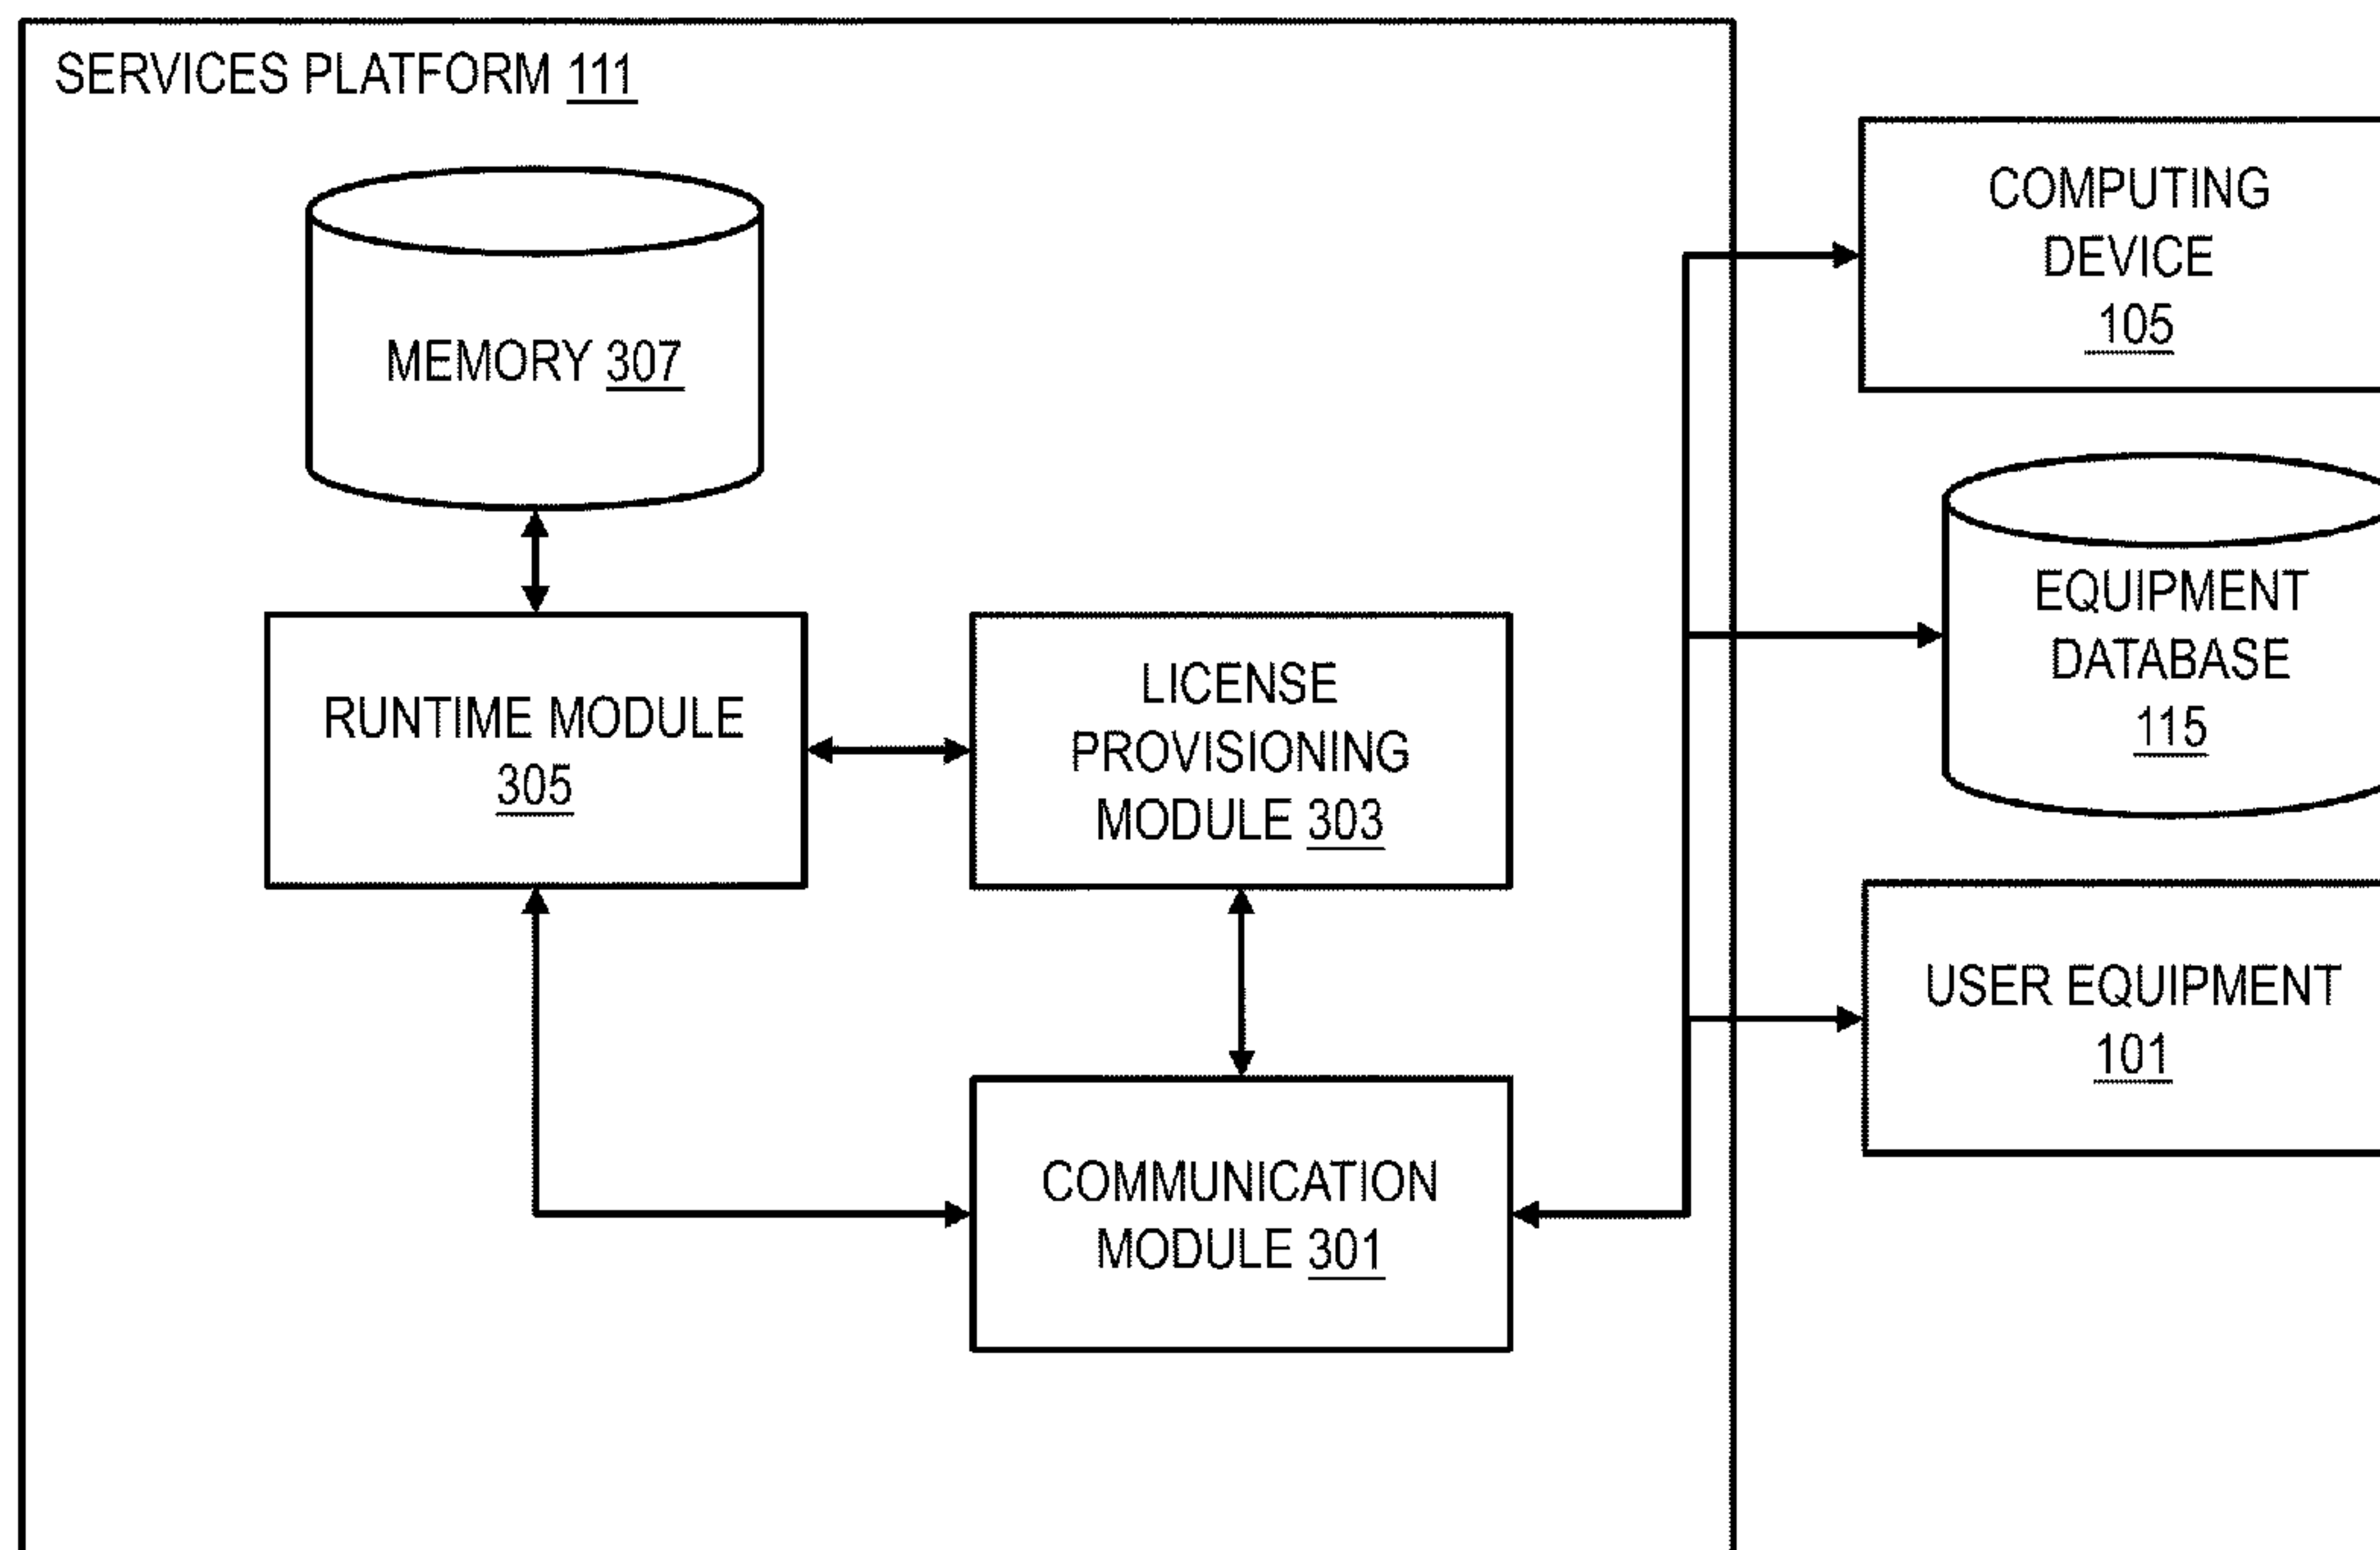 SERVICES PLATFORM 111
MEMORY 307
RUNTIME MODULE
305
LICENSE
PROVISIONING
MODULE 303
COMMUNICATION
MODULE 301
COMPUTING
DEVICE
105
EQUIPMENT
DATABASE
115
USER EQUIPMENT
101